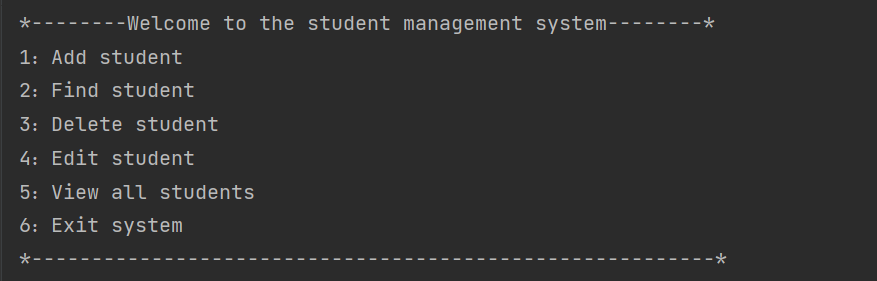 *--------Welcome to the student management system--------*
1：Add student
2：Find student
3：Delete student
4：Edit student
5：View all students
6：Exit system
*---------------------------------------------------------*